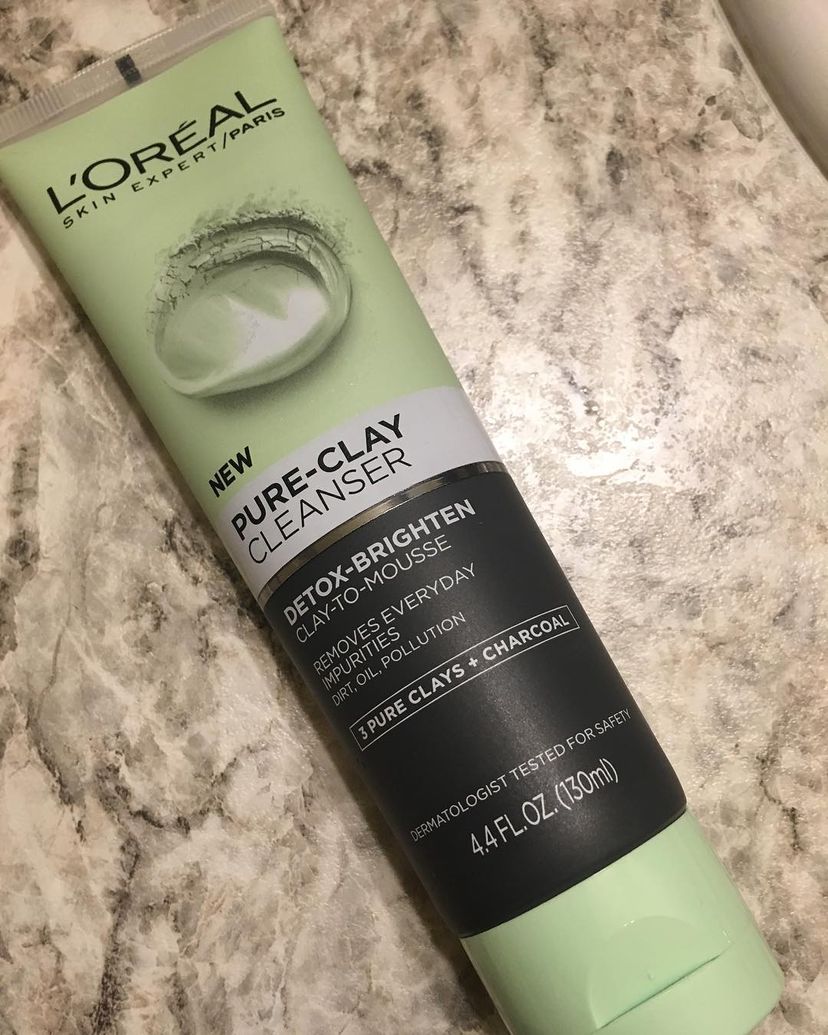 L'ORÉAL
SKIN EXPERT/PARIS
NEW
PURE-CLAY
CLEANSER
DETOX-BRIGHTEN
CLAY-TO-MOUSSE
REMOVES EVERYDAY
IMPURITIES
DIRT, OIL, POLLUTION
3 PURE CLAYS + CHARCOAL
DERMATOLOGIST TESTED FOR SAFETY
4.4 FL. OZ. (130ml)